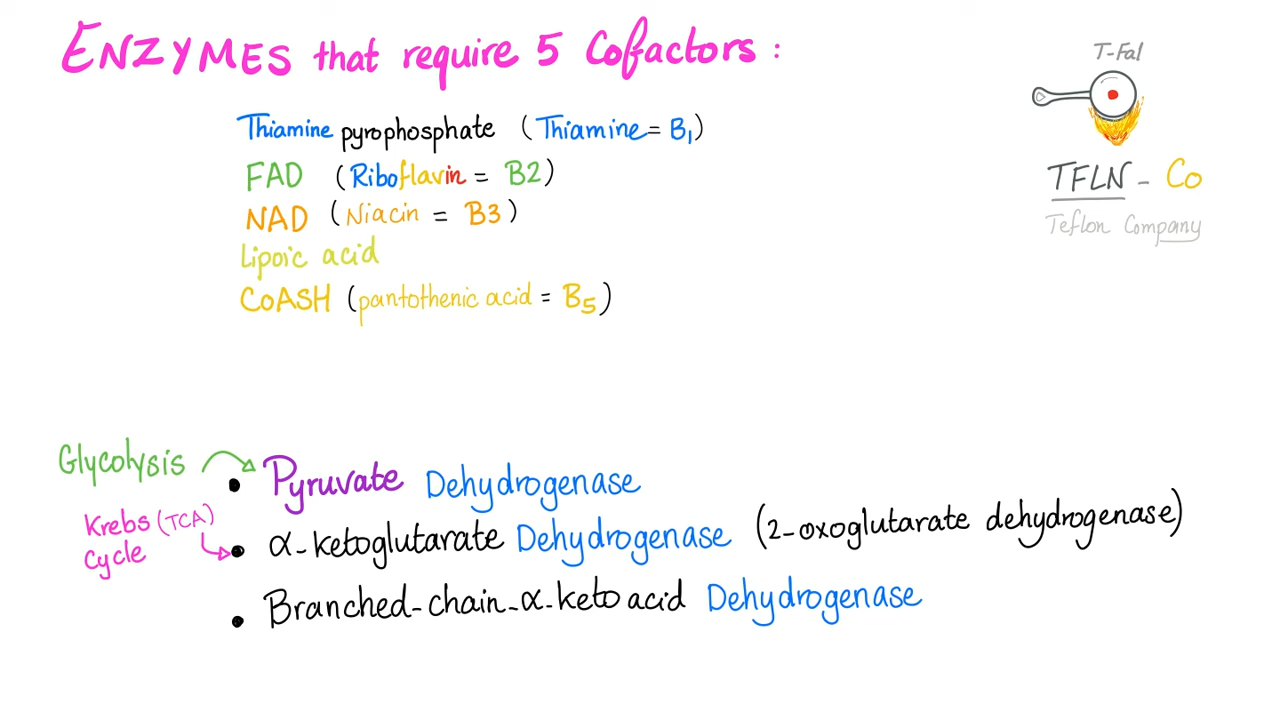 ENZYMES that require 5 Cofactors :
T-Fal
Thiamine pyrophosphate (Thiamine = B1)
FAD (Riboflavin = B2)
TFLN - Co
NAD (Niacin = B3)
Teflon Company
Lipoic acid
CoASH (pantothenic acid = B5)
Glycolysis
• Pyruvate Dehydrogenase
Krebs (TCA)
Cycle
• α-ketoglutarate Dehydrogenase (2-oxoglutarate dehydrogenase)
• Branched-chain-α-keto acid Dehydrogenase